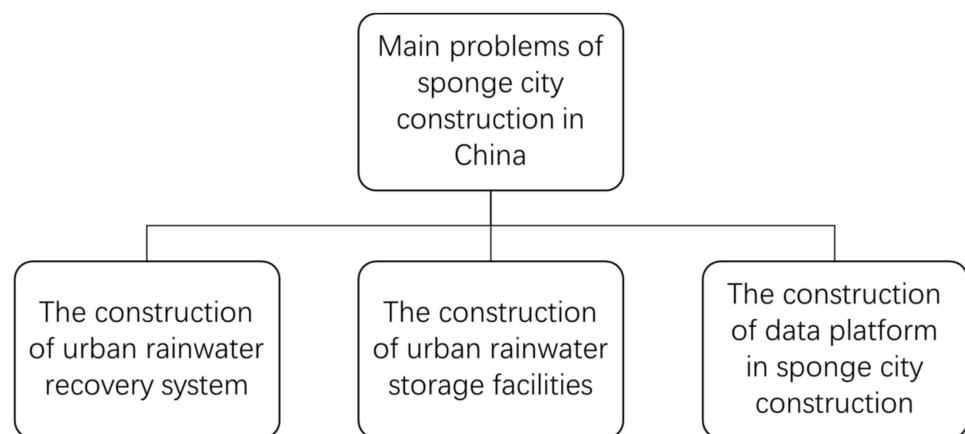 Main problems of
sponge city
construction in
China
The construction
of urban rainwater
recovery system
The construction
of urban rainwater
storage facilities
The construction
of data platform
in sponge city
construction